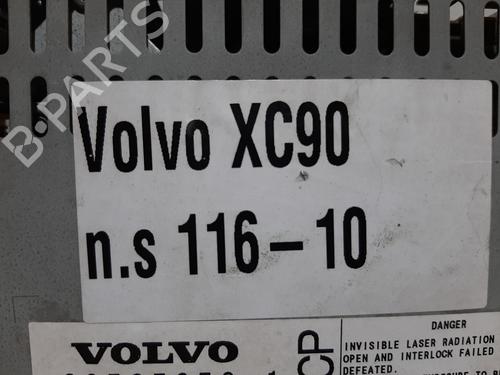 B-PARTS
Volvo XC90
n.s 116-10
VOLVO
CP
DANGER
INVISIBLE LASER RADIATION
OPEN AND INTERLOCK FAILED
DEFEATED.